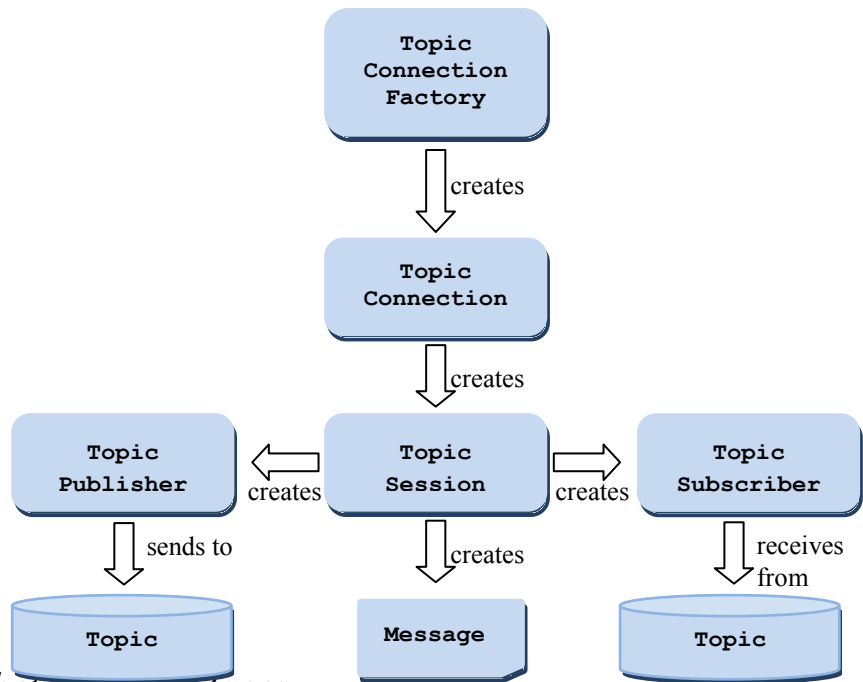 Topic
Connection
Factory
creates
Topic
Connection
creates
Topic
Publisher
creates
Topic
Session
creates
Topic
Subscriber
sends to
creates
receives
from
Topic
Message
Topic